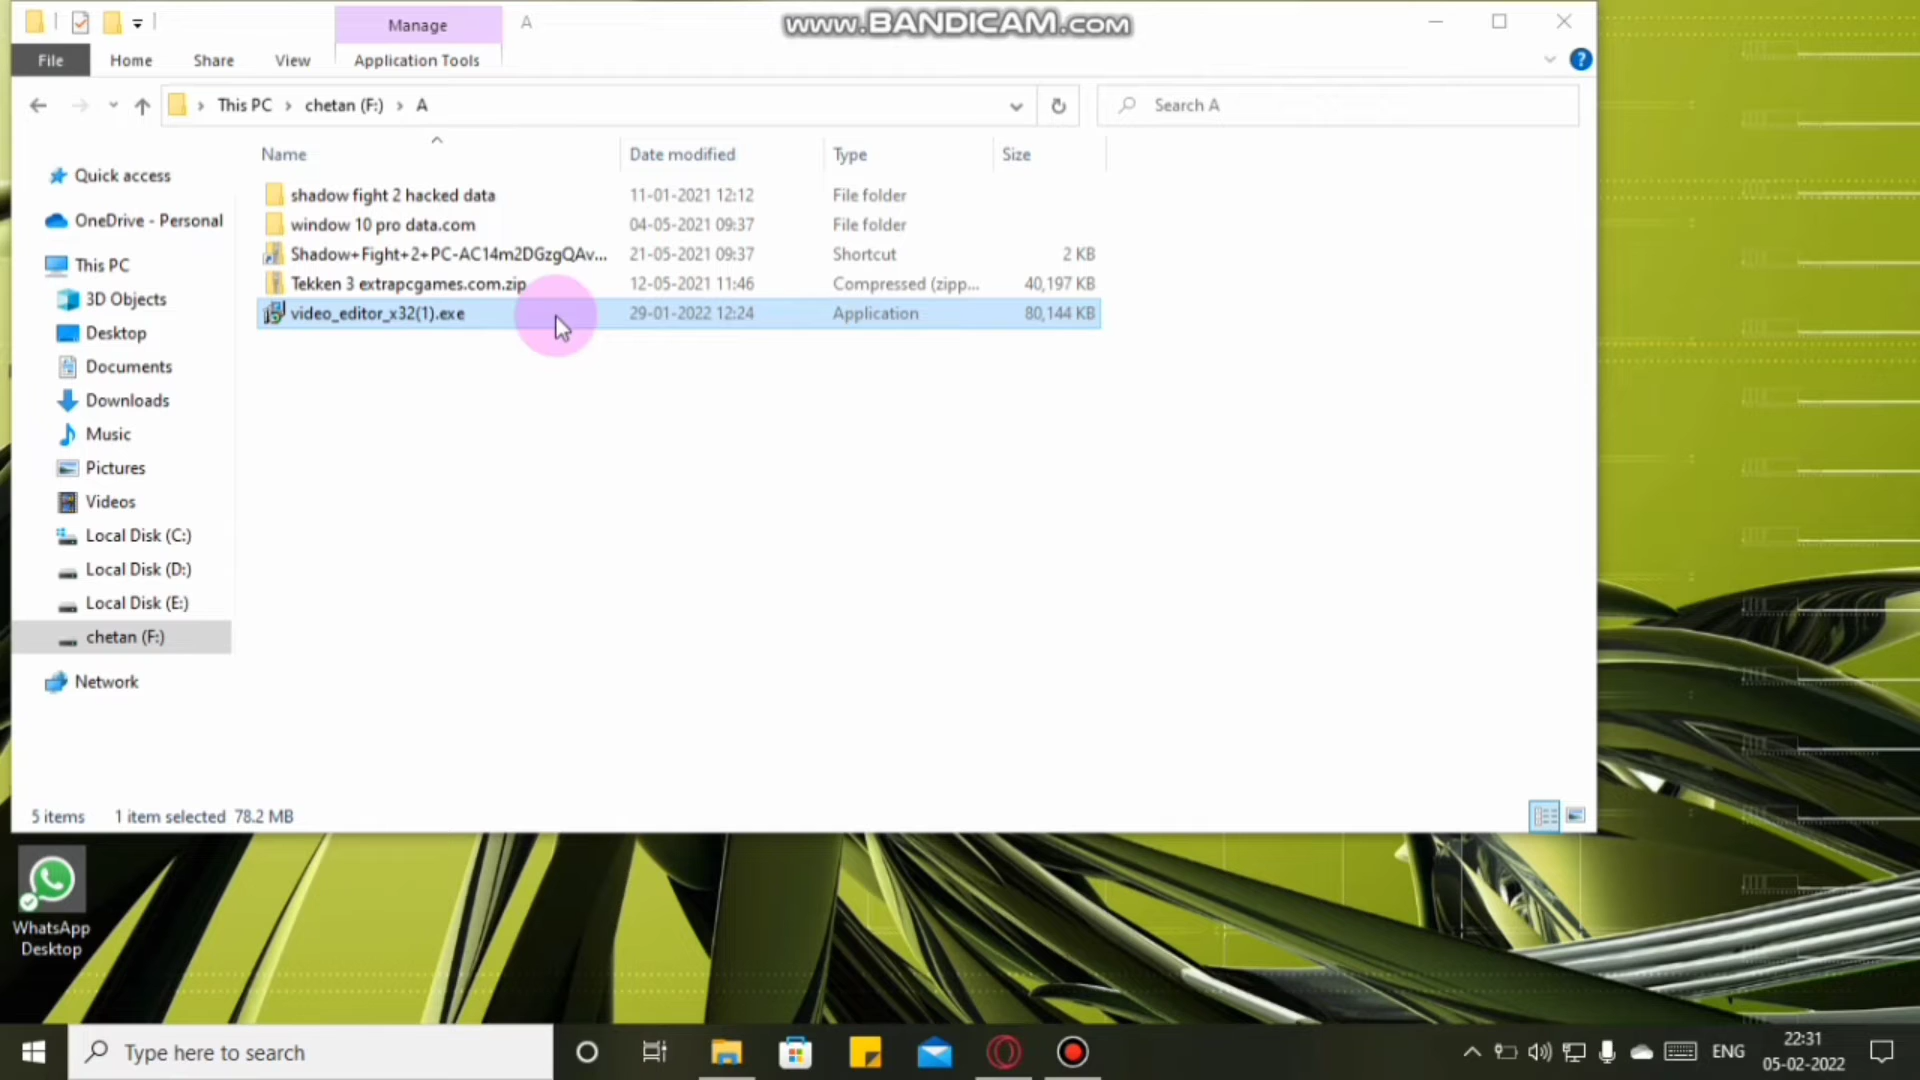 Manage
A
www.BANDICAM.com
File
Home
Share
View
Application Tools
This PC
chetan (F:)
A
Search A
Name
Date modified
Type
Size
shadow fight 2 hacked data
11-01-2021 12:12
File folder
window 10 pro data.com
04-05-2021 09:37
File folder
Shadow+Fight+2+PC-AC14m2DGzgQAv...
21-05-2021 09:37
Shortcut
2 KB
Tekken 3 extrapcgames.com.zip
12-05-2021 11:46
Compressed (zipp...
40,197 KB
video_editor_x32(1).exe
29-01-2022 12:24
Application
80,144 KB
Quick access
OneDrive - Personal
This PC
3D Objects
Desktop
Documents
Downloads
Music
Pictures
Videos
Local Disk (C:)
Local Disk (D:)
Local Disk (E:)
chetan (F:)
Network
5 items
1 item selected 78.2 MB
WhatsApp
Desktop
Type here to search
ENG
22:31
05-02-2022